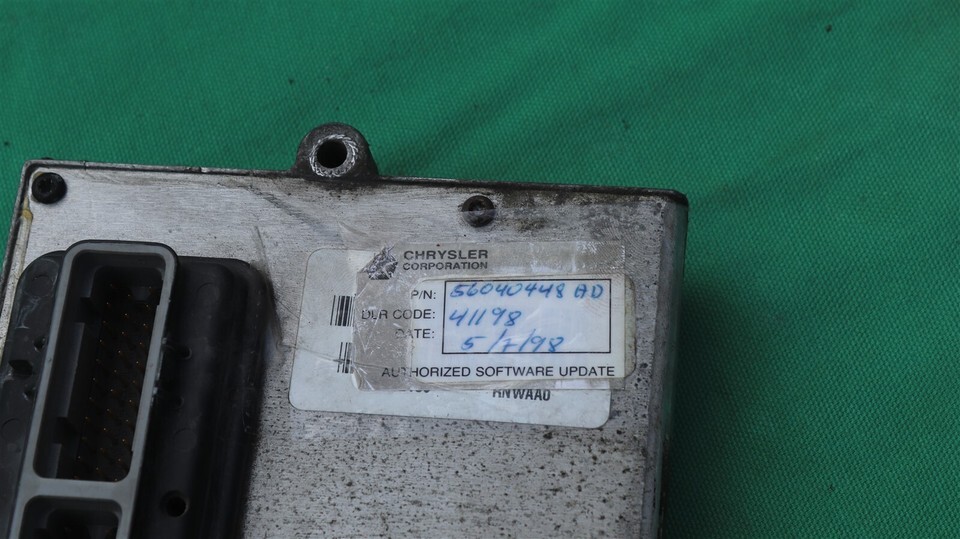 CHRYSLER
CORPORATION
P/N: 56040448 AD
DLR CODE: 41198
DATE: 5/7/98
AUTHORIZED SOFTWARE UPDATE
RNWAA0